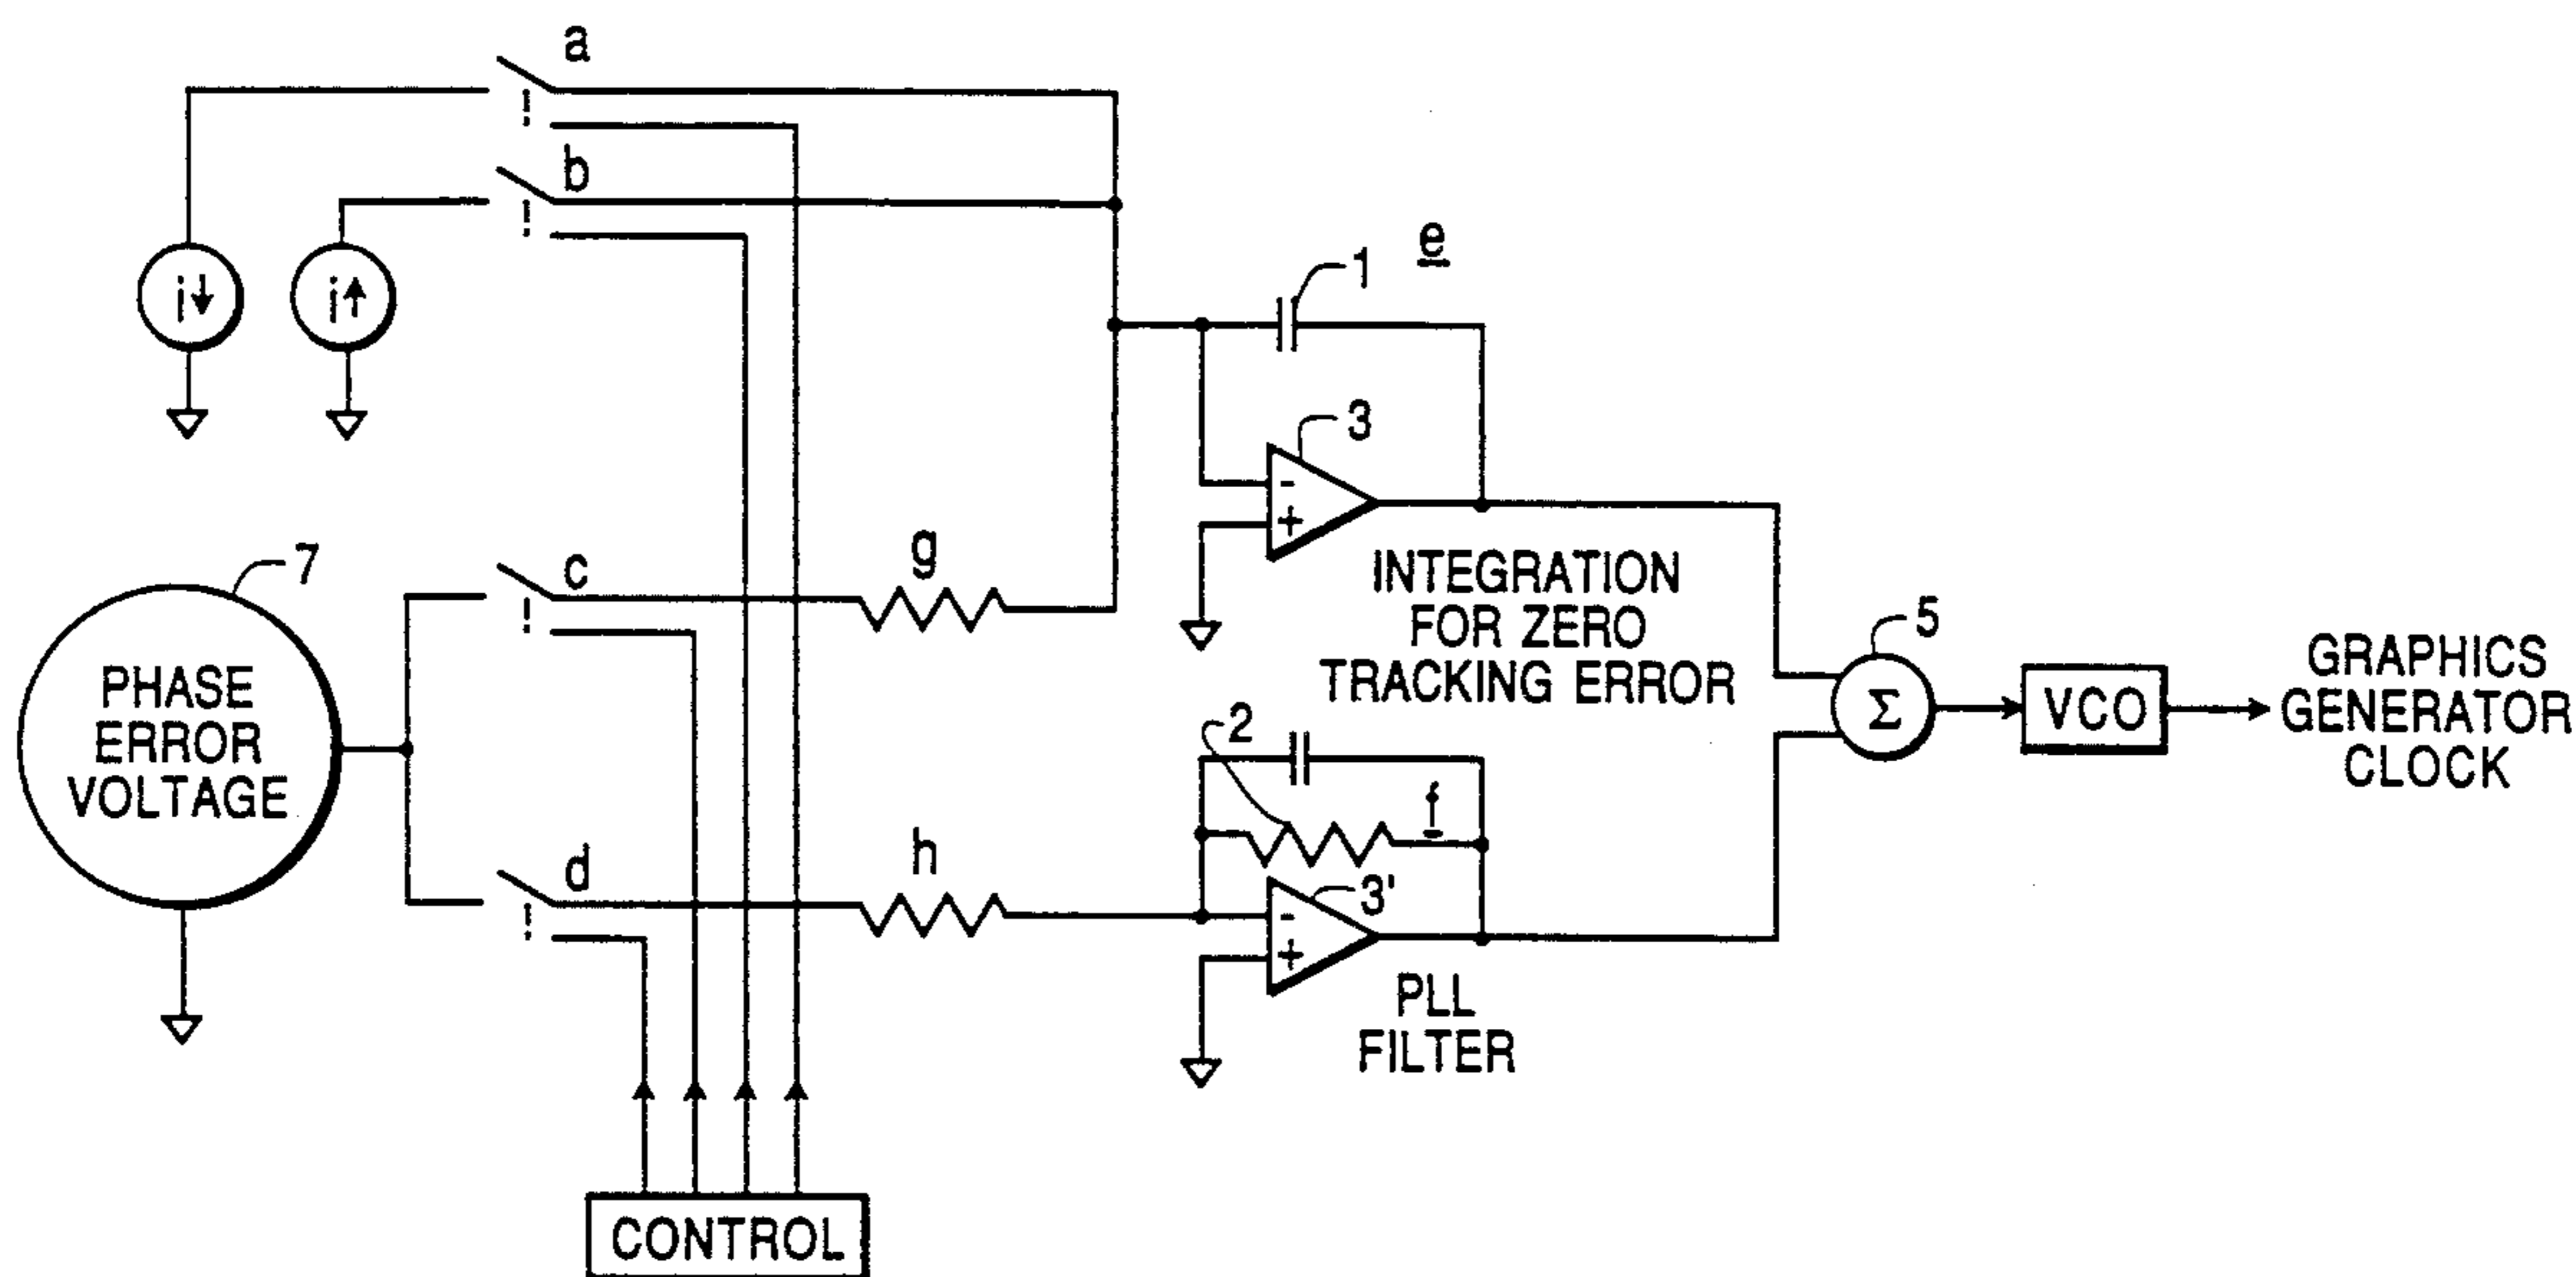 a
b
i↓
i↑
1
e
3
-
+
INTEGRATION
FOR ZERO
TRACKING ERROR
7
PHASE
ERROR
VOLTAGE
c
g
d
h
2
f
3'
-
+
PLL
FILTER
5
Σ
VCO
GRAPHICS
GENERATOR
CLOCK
CONTROL